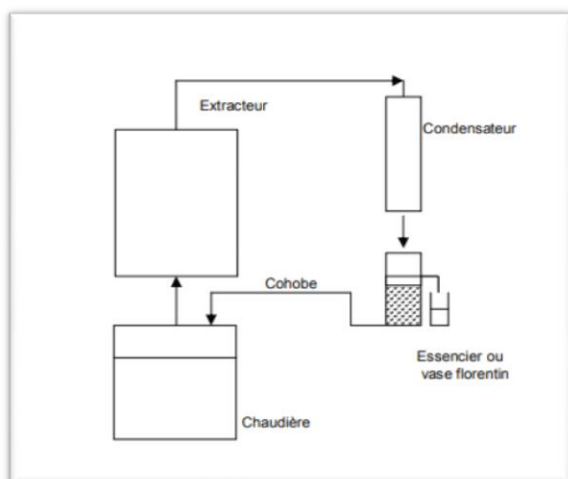 Extracteur
Condensateur
Cohobe
Essencier ou
vase florentin
Chaudière